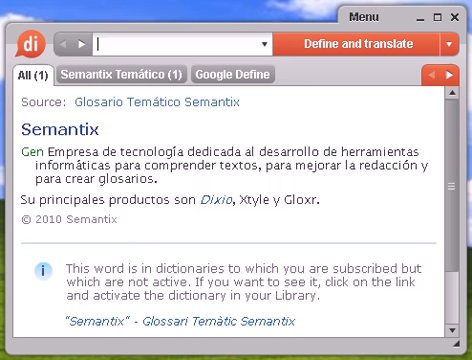 Menu
di
Define and translate
All (1) Semantix Temático (1) Google Define
Source: Glosario Temático Semantix
Semantix
Gen Empresa de tecnología dedicada al desarrollo de herramientas
informáticas para comprender textos, para mejorar la redacción y
para crear glosarios.
Su principales productos son Dixio, Xtyle y Gloxr.
© 2010 Semantix
i
This word is in dictionaries to which you are subscribed but
which are not active. If you want to see it, click on the link
and activate the dictionary in your Library.
"Semantix" - Glossari Temàtic Semantix